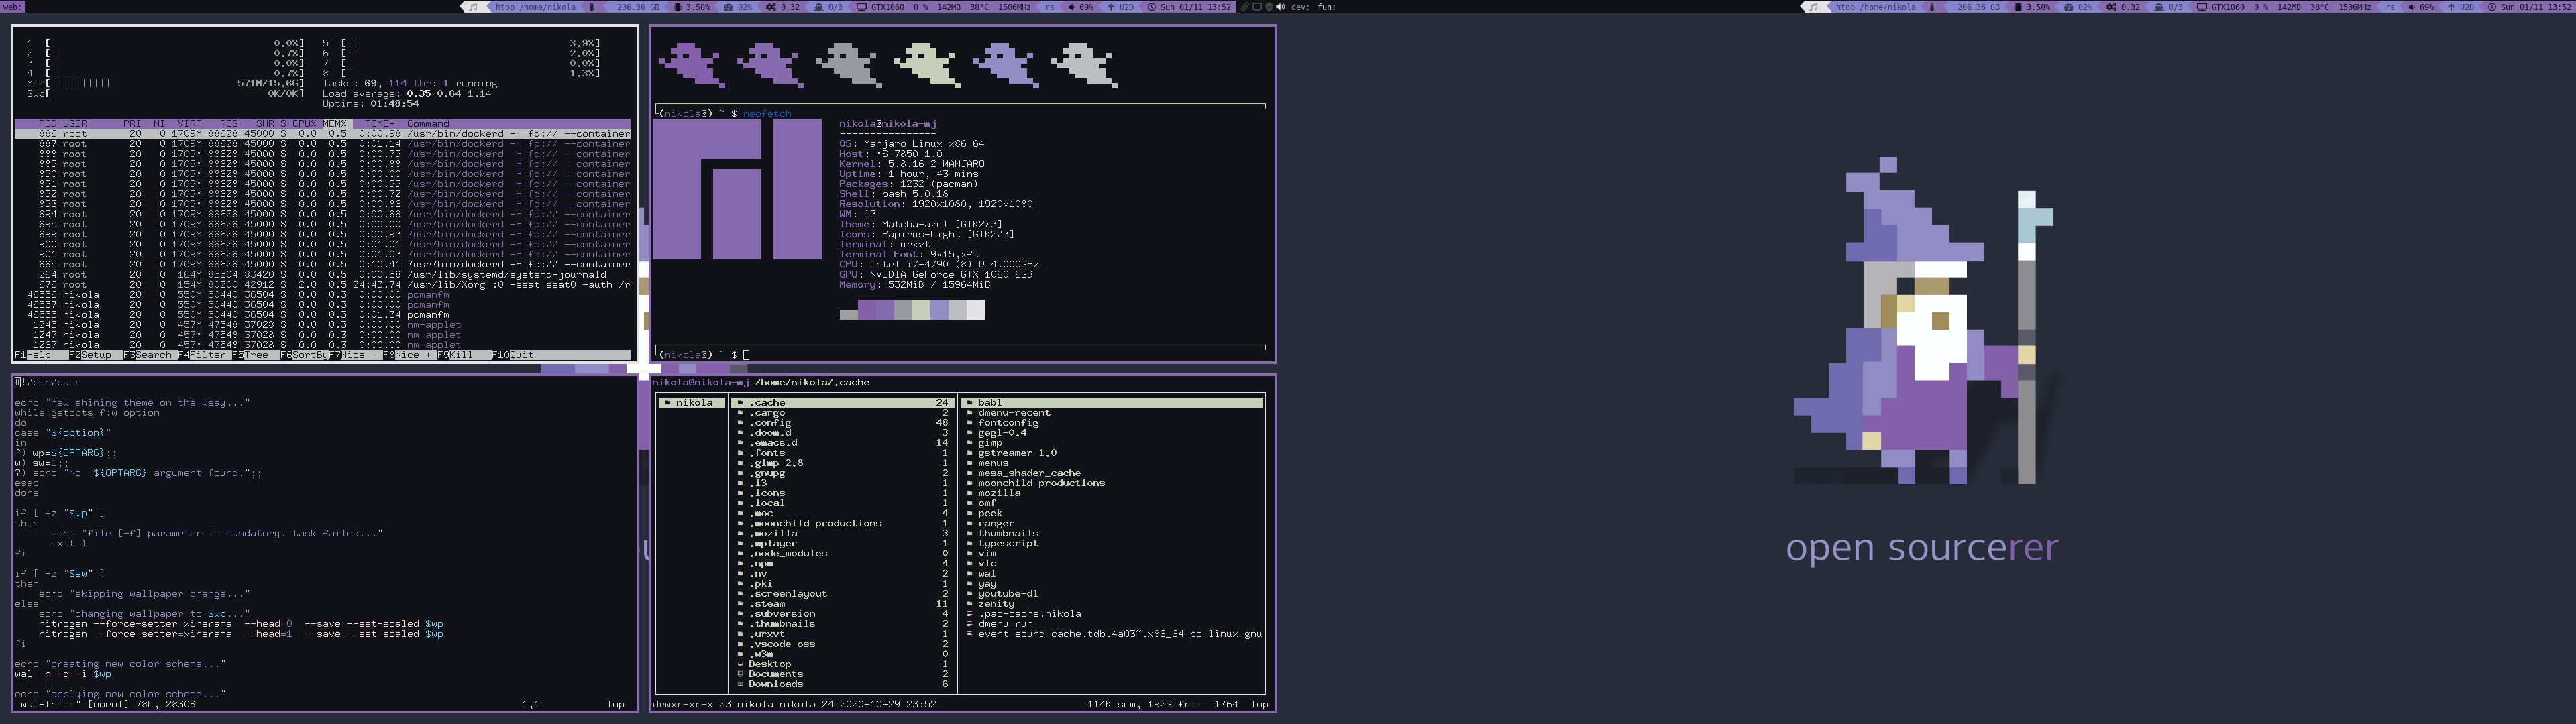 web: htop /home/nikola 206.36 GB 3.58% 02% 0.32 0/3 GTX1060 0 % 142MB 38°C 1506MHz rs 69% U2D Sun 01/11 13:52 dev: fun: htop /home/nikola 206.36 GB 3.58% 02% 0.32 0/3 GTX1060 0 % 142MB 38°C 1506MHz rs 69% U2D Sun 01/11 13:52
1 [ 0.0%] 5 [|| 3.9%]
2 [| 0.7%] 6 [|| 2.0%]
3 [ 0.0%] 7 [ 0.0%]
4 [| 0.7%] 8 [| 1.3%]
Mem[|||||||||| 571M/15.6G] Tasks: 69, 114 thr; 1 running
Swp[ 0K/0K] Load average: 0.35 0.64 1.14
Uptime: 01:48:54
PID USER PRI NI VIRT RES SHR S CPU% MEM% TIME+ Command
886 root 20 0 1709M 88628 45000 S 0.0 0.5 0:00.98 /usr/bin/dockerd -H fd:// --container
887 root 20 0 1709M 88628 45000 S 0.0 0.5 0:01.14 /usr/bin/dockerd -H fd:// --container
888 root 20 0 1709M 88628 45000 S 0.0 0.5 0:00.79 /usr/bin/dockerd -H fd:// --container
889 root 20 0 1709M 88628 45000 S 0.0 0.5 0:00.88 /usr/bin/dockerd -H fd:// --container
890 root 20 0 1709M 88628 45000 S 0.0 0.5 0:00.00 /usr/bin/dockerd -H fd:// --container
891 root 20 0 1709M 88628 45000 S 0.0 0.5 0:00.99 /usr/bin/dockerd -H fd:// --container
892 root 20 0 1709M 88628 45000 S 0.0 0.5 0:00.72 /usr/bin/dockerd -H fd:// --container
893 root 20 0 1709M 88628 45000 S 0.0 0.5 0:00.86 /usr/bin/dockerd -H fd:// --container
894 root 20 0 1709M 88628 45000 S 0.0 0.5 0:00.88 /usr/bin/dockerd -H fd:// --container
895 root 20 0 1709M 88628 45000 S 0.0 0.5 0:00.00 /usr/bin/dockerd -H fd:// --container
899 root 20 0 1709M 88628 45000 S 0.0 0.5 0:00.93 /usr/bin/dockerd -H fd:// --container
900 root 20 0 1709M 88628 45000 S 0.0 0.5 0:01.01 /usr/bin/dockerd -H fd:// --container
901 root 20 0 1709M 88628 45000 S 0.0 0.5 0:01.03 /usr/bin/dockerd -H fd:// --container
885 root 20 0 1709M 88628 45000 S 0.0 0.5 0:10.41 /usr/bin/dockerd -H fd:// --container
264 root 20 0 164M 85504 83420 S 0.0 0.5 0:00.58 /usr/lib/systemd/systemd-journald
676 root 20 0 154M 80200 42912 S 2.0 0.5 24:43.74 /usr/lib/Xorg :0 -seat seat0 -auth /r
46556 nikola 20 0 550M 50440 36504 S 0.0 0.3 0:00.00 pcmanfm
46557 nikola 20 0 550M 50440 36504 S 0.0 0.3 0:00.00 pcmanfm
46555 nikola 20 0 550M 50440 36504 S 0.0 0.3 0:01.34 pcmanfm
1245 nikola 20 0 457M 47548 37028 S 0.0 0.3 0:00.00 nm-applet
1247 nikola 20 0 457M 47548 37028 S 0.0 0.3 0:00.00 nm-applet
1267 nikola 20 0 457M 47548 37028 S 0.0 0.3 0:00.00 nm-applet
F1Help F2Setup F3Search F4Filter F5Tree F6SortBy F7Nice - F8Nice + F9Kill F10Quit
(nikola@) ~ $ neofetch
nikola@nikola-mj
----------------
OS: Manjaro Linux x86_64
Host: MS-7850 1.0
Kernel: 5.8.16-2-MANJARO
Uptime: 1 hour, 43 mins
Packages: 1232 (pacman)
Shell: bash 5.0.18
Resolution: 1920x1080, 1920x1080
WM: i3
Theme: Matcha-azul [GTK2/3]
Icons: Papirus-Light [GTK2/3]
Terminal: urxvt
Terminal Font: 9x15,xft
CPU: Intel i7-4790 (8) @ 4.000GHz
GPU: NVIDIA GeForce GTX 1060 6GB
Memory: 532MiB / 15964MiB
(nikola@) ~ $
#!/bin/bash
echo "new shining theme on the weay..."
while getopts f:w option
do
case "${option}"
in
f) wp=${OPTARG};;
w) sw=1;;
?) echo "No -${OPTARG} argument found.";;
esac
done
if [ -z "$wp" ]
then
echo "file [-f] parameter is mandatory. task failed..."
exit 1
fi
if [ -z "$sw" ]
then
echo "skipping wallpaper change..."
else
echo "changing wallpaper to $wp..."
nitrogen --force-setter=xinerama --head=0 --save --set-scaled $wp
nitrogen --force-setter=xinerama --head=1 --save --set-scaled $wp
fi
echo "creating new color scheme..."
wal -n -q -i $wp
echo "applying new color scheme..."
"wal-theme" [noeol] 78L, 2830B 1,1 Top
nikola@nikola-mj /home/nikola/.cache
nikola .cache 24 babl
.cargo 2 dmenu-recent
.config 48 fontconfig
.doom.d 3 gegl-0.4
.emacs.d 14 gimp
.fonts 1 gstreamer-1.0
.gimp-2.8 1 menus
.gnupg 2 mesa_shader_cache
.i3 1 moonchild productions
.icons 1 mozilla
.local 1 omf
.moc 4 peek
.moonchild productions 1 ranger
.mozilla 3 thumbnails
.mplayer 1 typescript
.node_modules 0 vim
.npm 4 vlc
.nv 2 wal
.pki 1 yay
.screenlayout 2 youtube-dl
.steam 11 zenity
.subversion 4 .pac-cache.nikola
.thumbnails 2 dmenu_run
.urxvt 1 event-sound-cache.tdb.4a03~.x86_64-pc-linux-gnu
.vscode-oss 2
.w3m 0
Desktop 1
Documents 2
Downloads 6
drwxr-xr-x 23 nikola nikola 24 2020-10-29 23:52 114K sum, 192G free 1/64 Top
open sourcerer